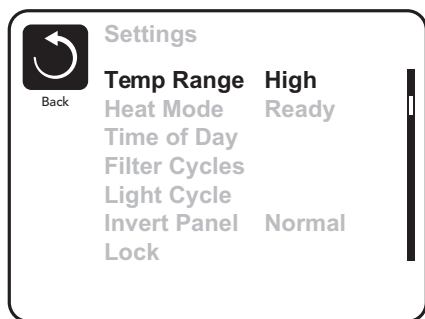 Settings
Back
Temp Range High
Heat Mode Ready
Time of Day
Filter Cycles
Light Cycle
Invert Panel Normal
Lock